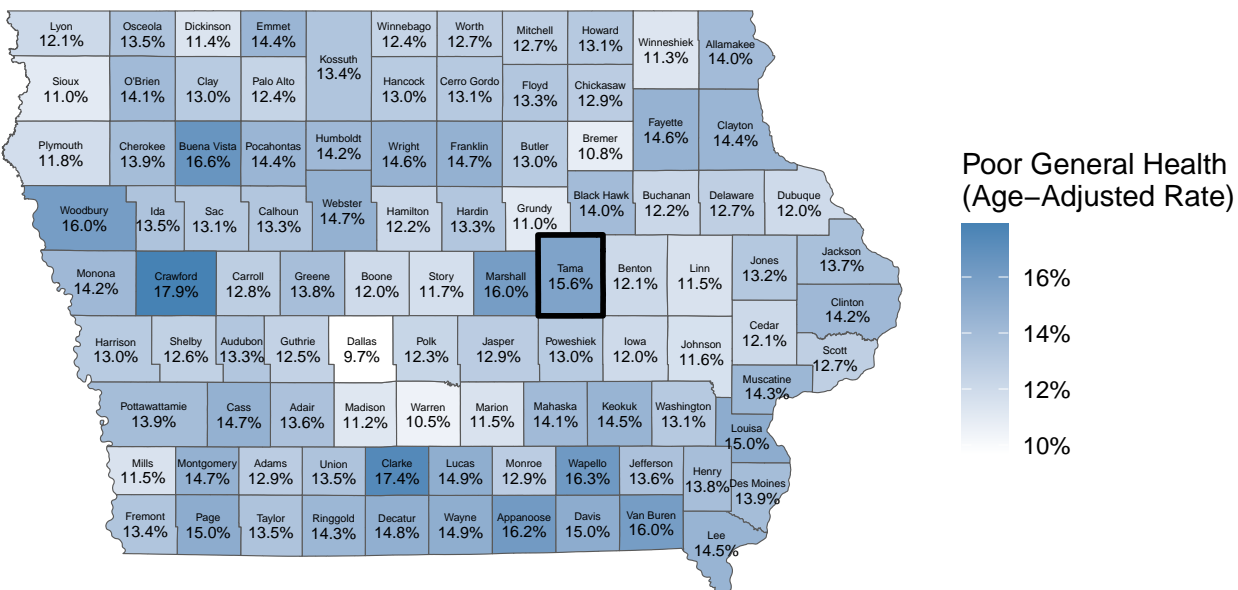 Lyon
12.1%
Osceola
13.5%
Dickinson
11.4%
Emmet
14.4%
Kossuth
13.4%
Winnebago
12.4%
Worth
12.7%
Mitchell
12.7%
Howard
13.1%
Winneshiek
11.3%
Allamakee
14.0%
Sioux
11.0%
O'Brien
14.1%
Clay
13.0%
Palo Alto
12.4%
Hancock
13.0%
Cerro Gordo
13.1%
Floyd
13.3%
Chickasaw
12.9%
Fayette
14.6%
Clayton
14.4%
Plymouth
11.8%
Cherokee
13.9%
Buena Vista
16.6%
Pocahontas
14.4%
Humboldt
14.2%
Wright
14.6%
Franklin
14.7%
Butler
13.0%
Bremer
10.8%
Woodbury
16.0%
Ida
13.5%
Sac
13.1%
Calhoun
13.3%
Webster
14.7%
Hamilton
12.2%
Hardin
13.3%
Grundy
11.0%
Black Hawk
14.0%
Buchanan
12.2%
Delaware
12.7%
Dubuque
12.0%
Monona
14.2%
Crawford
17.9%
Carroll
12.8%
Greene
13.8%
Boone
12.0%
Story
11.7%
Marshall
16.0%
Tama
15.6%
Benton
12.1%
Linn
11.5%
Jones
13.2%
Jackson
13.7%
Clinton
14.2%
Harrison
13.0%
Shelby
12.6%
Audubon
13.3%
Guthrie
12.5%
Dallas
9.7%
Polk
12.3%
Jasper
12.9%
Poweshiek
13.0%
Iowa
12.0%
Johnson
11.6%
Cedar
12.1%
Scott
12.7%
Muscatine
14.3%
Pottawattamie
13.9%
Cass
14.7%
Adair
13.6%
Madison
11.2%
Warren
10.5%
Marion
11.5%
Mahaska
14.1%
Keokuk
14.5%
Washington
13.1%
Louisa
15.0%
Mills
11.5%
Montgomery
14.7%
Adams
12.9%
Union
13.5%
Clarke
17.4%
Lucas
14.9%
Monroe
12.9%
Wapello
16.3%
Jefferson
13.6%
Henry
13.8%
Des Moines
13.9%
Fremont
13.4%
Page
15.0%
Taylor
13.5%
Ringgold
14.3%
Decatur
14.8%
Wayne
14.9%
Appanoose
16.2%
Davis
15.0%
Van Buren
16.0%
Lee
14.5%
Poor General Health
(Age−Adjusted Rate)
16%
14%
12%
10%